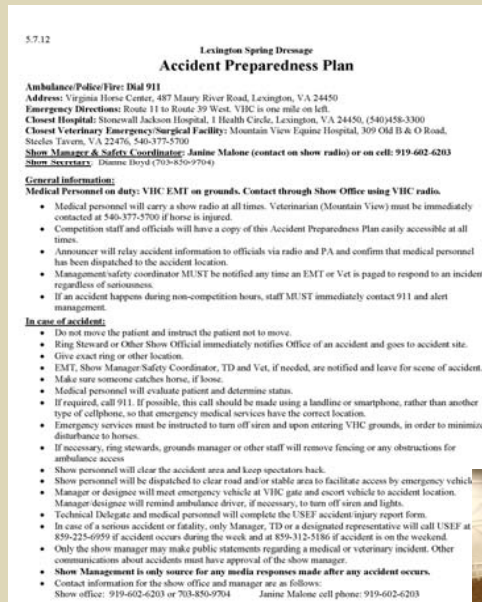 5.7.12
Lexington Spring Dressage
Accident Preparedness Plan
Ambulance/Police/Fire: Dial 911
Address: Virginia Horse Center, 487 Maury River Road, Lexington, VA 24450
Emergency Directions: Route 11 to Route 39 West. VHC is one mile on left.
Closest Hospital: Stonewall Jackson Hospital, 1 Health Circle, Lexington, VA 24450, (540)458-3300
Closest Veterinary Emergency/Surgical Facility: Mountain View Equine Hospital, 309 Old B & O Road,
Steeles Tavern, VA 22476, 540-377-5700
Show Manager & Safety Coordinator: Janine Malone (contact on show radio) or on cell: 919-602-6203
Show Secretary: Dianne Boyd (703-850-9704)
General information:
Medical Personnel on duty: VHC EMT on grounds. Contact through Show Office using VHC radio.
• Medical personnel will carry a show radio at all times. Veterinarian (Mountain View) must be immediately
contacted at 540-377-5700 if horse is injured.
• Competition staff and officials will have a copy of this Accident Preparedness Plan easily accessible at all
times.
• Announcer will relay accident information to officials via radio and PA and confirm that medical personnel
has been dispatched to the accident location.
• Management/safety coordinator MUST be notified any time an EMT or Vet is paged to respond to an incident
regardless of seriousness.
• If an accident happens during non-competition hours, staff MUST immediately contact 911 and alert
management.
In case of accident:
• Do not move the patient and instruct the patient not to move.
• Ring Steward or Other Show Official immediately notifies Office of an accident and goes to accident site.
• Give exact ring or other location.
• EMT, Show Manager/Safety Coordinator, TD and Vet, if needed, are notified and leave for scene of accident.
• Make sure someone catches horse, if loose.
• Medical personnel will evaluate patient and determine status.
• If required, call 911. If possible, this call should be made using a landline or smartphone, rather than another
type of cellphone, so that emergency medical services have the correct location.
• Emergency services must be instructed to turn off siren and upon entering VHC grounds, in order to minimize
disturbance to horses.
• If necessary, ring stewards, grounds manager or other staff will remove fencing or any obstructions for
ambulance access
• Show personnel will clear the accident area and keep spectators back.
• Show personnel will be dispatched to clear road and/or stable area to facilitate access by emergency vehicle
• Manager or designee will meet emergency vehicle at VHC gate and escort vehicle to accident location.
Manager/designee will remind ambulance driver, if necessary, to turn off siren and lights.
• Technical Delegate and medical personnel will complete the USEF accident/injury report form.
• In case of a serious accident or fatality, only Manager, TD or a designated representative will call USEF at
859-225-6959 if accident occurs during the week and at 859-312-5186 if accident is on the weekend.
• Only the show manager may make public statements regarding a medical or veterinary incident. Other
communications about accidents must have approval of the show manager.
• Show Management is only source for any media responses made after any accident occurs.
• Contact information for the show office and manager are as follows:
Show office: 919-602-6203 or 703-850-9704 Janine Malone cell phone: 919-602-6203